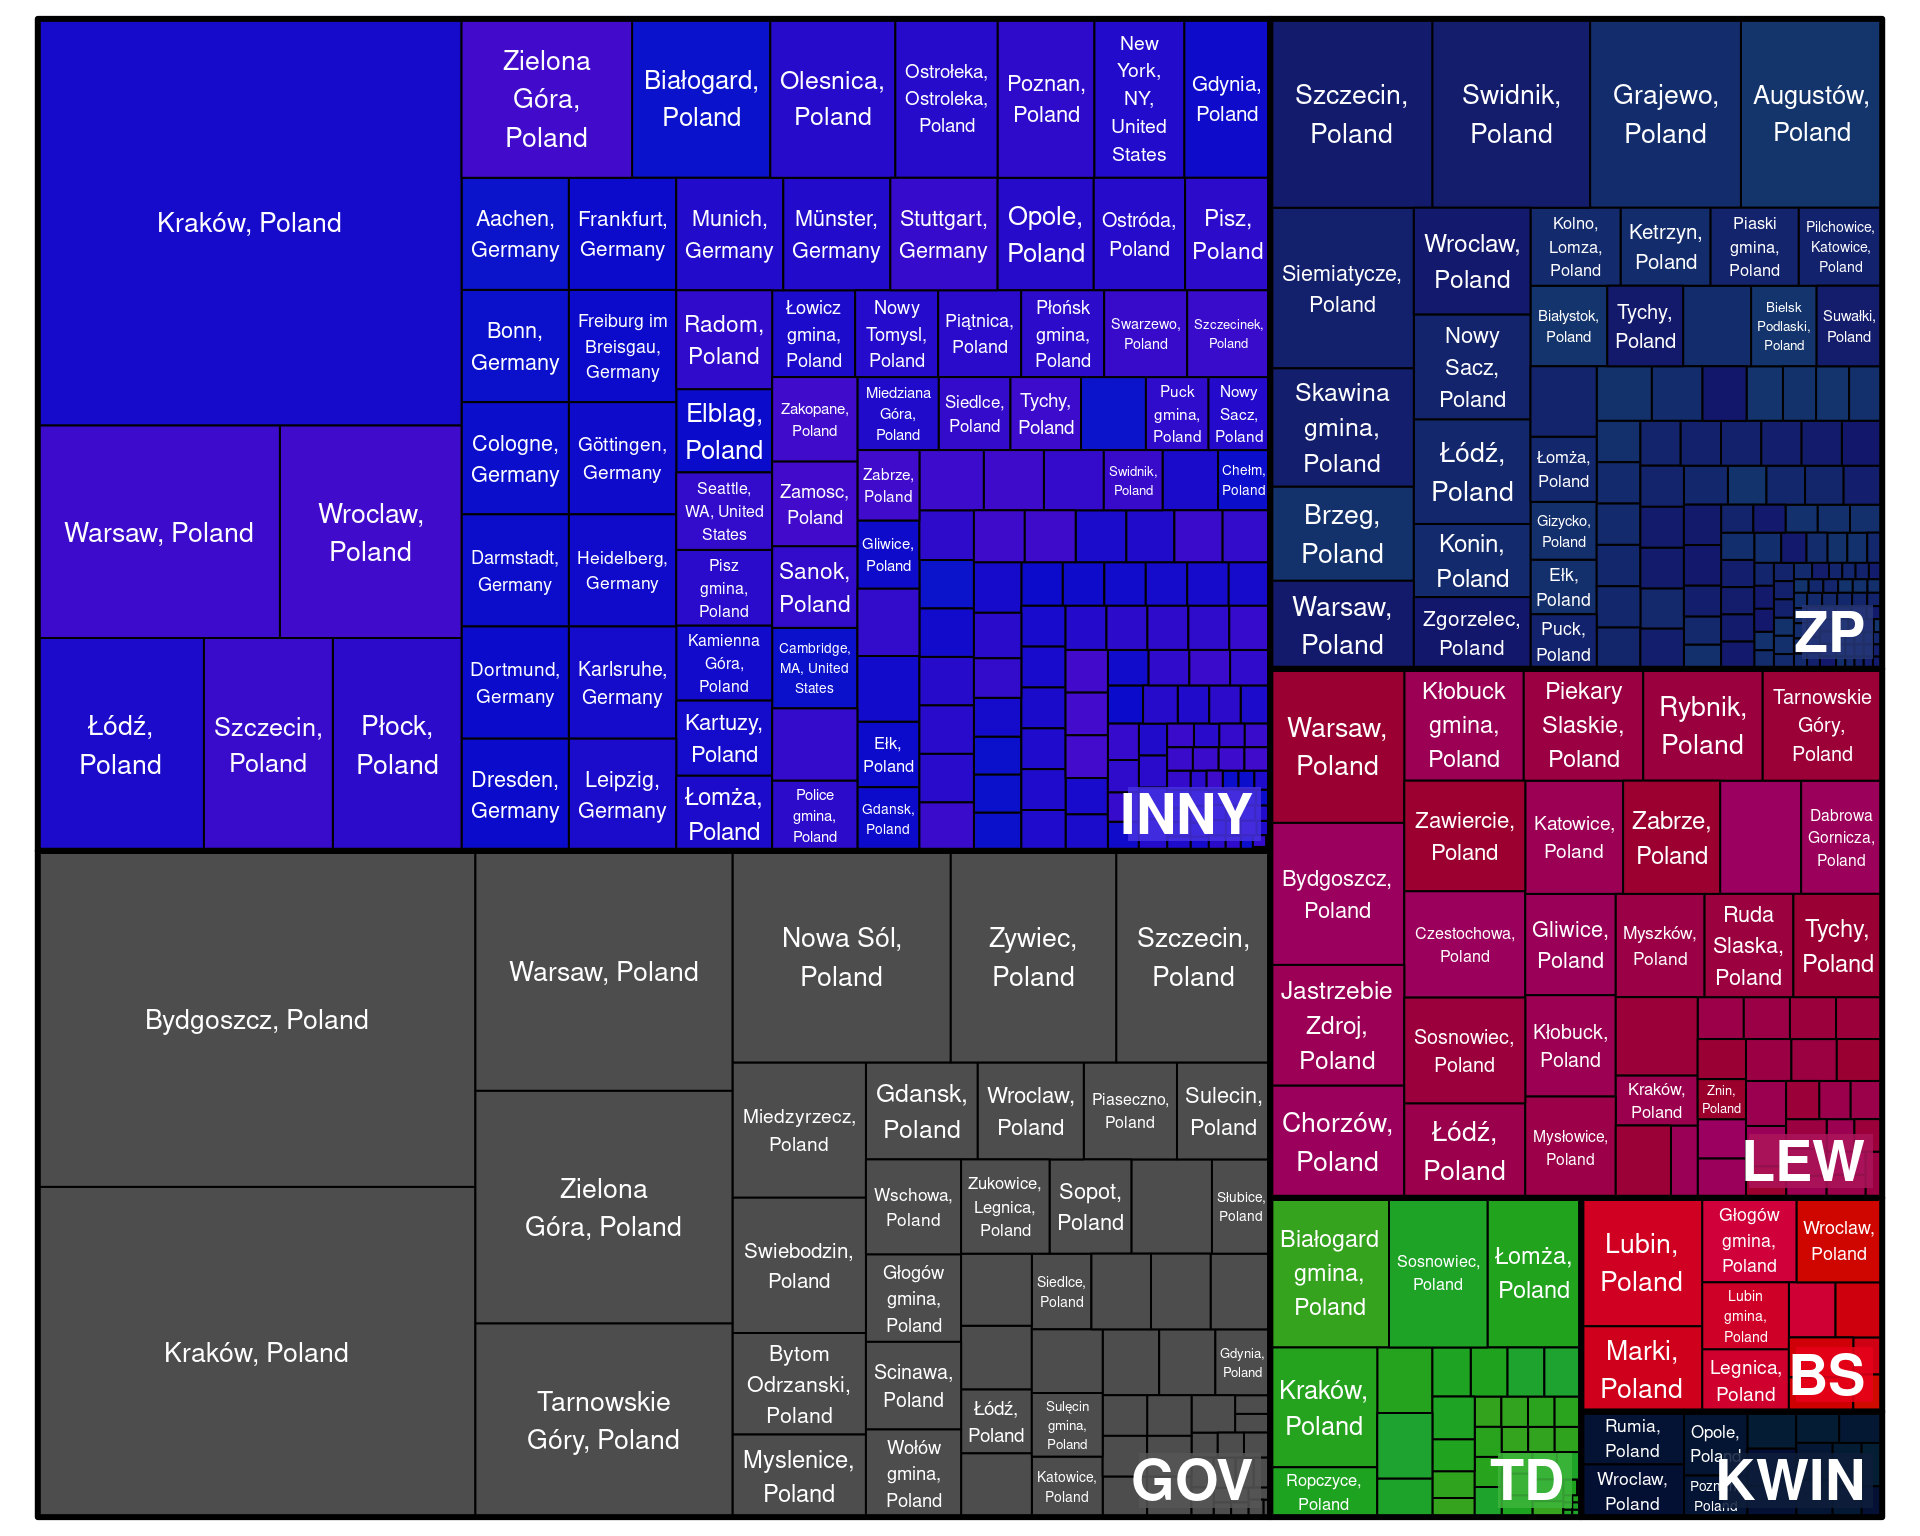 Kraków, Poland
Warsaw, Poland
Wroclaw,
Poland
Łódź,
Poland
Szczecin,
Poland
Płock,
Poland
Zielona
Góra,
Poland
Białogard,
Poland
Olesnica,
Poland
Ostrołeka,
Ostroleka,
Poland
Poznan,
Poland
New
York,
NY,
United
States
Gdynia,
Poland
Aachen,
Germany
Frankfurt,
Germany
Munich,
Germany
Münster,
Germany
Stuttgart,
Germany
Opole,
Poland
Ostróda,
Poland
Pisz,
Poland
Bonn,
Germany
Freiburg im
Breisgau,
Germany
Cologne,
Germany
Göttingen,
Germany
Darmstadt,
Germany
Heidelberg,
Germany
Dortmund,
Germany
Karlsruhe,
Germany
Dresden,
Germany
Leipzig,
Germany
Radom,
Poland
Elblag,
Poland
Seattle,
WA, United
States
Pisz
gmina,
Poland
Kamienna
Góra,
Poland
Kartuzy,
Poland
Łomża,
Poland
Łowicz
gmina,
Poland
Nowy
Tomysl,
Poland
Piątnica,
Poland
Płońsk
gmina,
Poland
Swarzewo,
Poland
Szczecinek,
Poland
Zakopane,
Poland
Zamosc,
Poland
Sanok,
Poland
Cambridge,
MA, United
States
Police
gmina,
Poland
Miedziana
Góra,
Poland
Siedlce,
Poland
Tychy,
Poland
Puck
gmina,
Poland
Nowy
Sacz,
Poland
Zabrze,
Poland
Swidnik,
Poland
Chełm,
Poland
Gliwice,
Poland
Ełk,
Poland
Gdansk,
Poland
INNY
Szczecin,
Poland
Swidnik,
Poland
Grajewo,
Poland
Augustów,
Poland
Siemiatycze,
Poland
Skawina
gmina,
Poland
Brzeg,
Poland
Warsaw,
Poland
Wroclaw,
Poland
Nowy
Sacz,
Poland
Łódź,
Poland
Konin,
Poland
Zgorzelec,
Poland
Kolno,
Lomza,
Poland
Ketrzyn,
Poland
Piaski
gmina,
Poland
Pilchowice,
Katowice,
Poland
Białystok,
Poland
Tychy,
Poland
Bielsk
Podlaski,
Poland
Suwałki,
Poland
Łomża,
Poland
Gizycko,
Poland
Ełk,
Poland
Puck,
Poland
ZP
Warsaw,
Poland
Bydgoszcz,
Poland
Jastrzebie
Zdroj,
Poland
Chorzów,
Poland
Kłobuck
gmina,
Poland
Piekary
Slaskie,
Poland
Rybnik,
Poland
Tarnowskie
Góry,
Poland
Zawiercie,
Poland
Katowice,
Poland
Zabrze,
Poland
Dabrowa
Gornicza,
Poland
Czestochowa,
Poland
Gliwice,
Poland
Myszków,
Poland
Ruda
Slaska,
Poland
Tychy,
Poland
Sosnowiec,
Poland
Kłobuck,
Poland
Łódź,
Poland
Mysłowice,
Poland
Kraków,
Poland
Znin,
Poland
LEW
Bydgoszcz, Poland
Kraków, Poland
Warsaw, Poland
Zielona
Góra, Poland
Tarnowskie
Góry, Poland
Nowa Sól,
Poland
Zywiec,
Poland
Szczecin,
Poland
Miedzyrzecz,
Poland
Swiebodzin,
Poland
Bytom
Odrzanski,
Poland
Myslenice,
Poland
Gdansk,
Poland
Wroclaw,
Poland
Piaseczno,
Poland
Sulecin,
Poland
Wschowa,
Poland
Głogów
gmina,
Poland
Scinawa,
Poland
Wołów
gmina,
Poland
Zukowice,
Legnica,
Poland
Sopot,
Poland
Słubice,
Poland
Siedlce,
Poland
Gdynia,
Poland
Łódź,
Poland
Sulęcin
gmina,
Poland
Katowice,
Poland
GOV
Białogard
gmina,
Poland
Sosnowiec,
Poland
Łomża,
Poland
Kraków,
Poland
Ropczyce,
Poland
TD
Lubin,
Poland
Marki,
Poland
Głogów
gmina,
Poland
Wroclaw,
Poland
Lubin
gmina,
Poland
Legnica,
Poland
BS
Rumia,
Poland
Wroclaw,
Poland
Opole,
Poland
Poland
KWIN